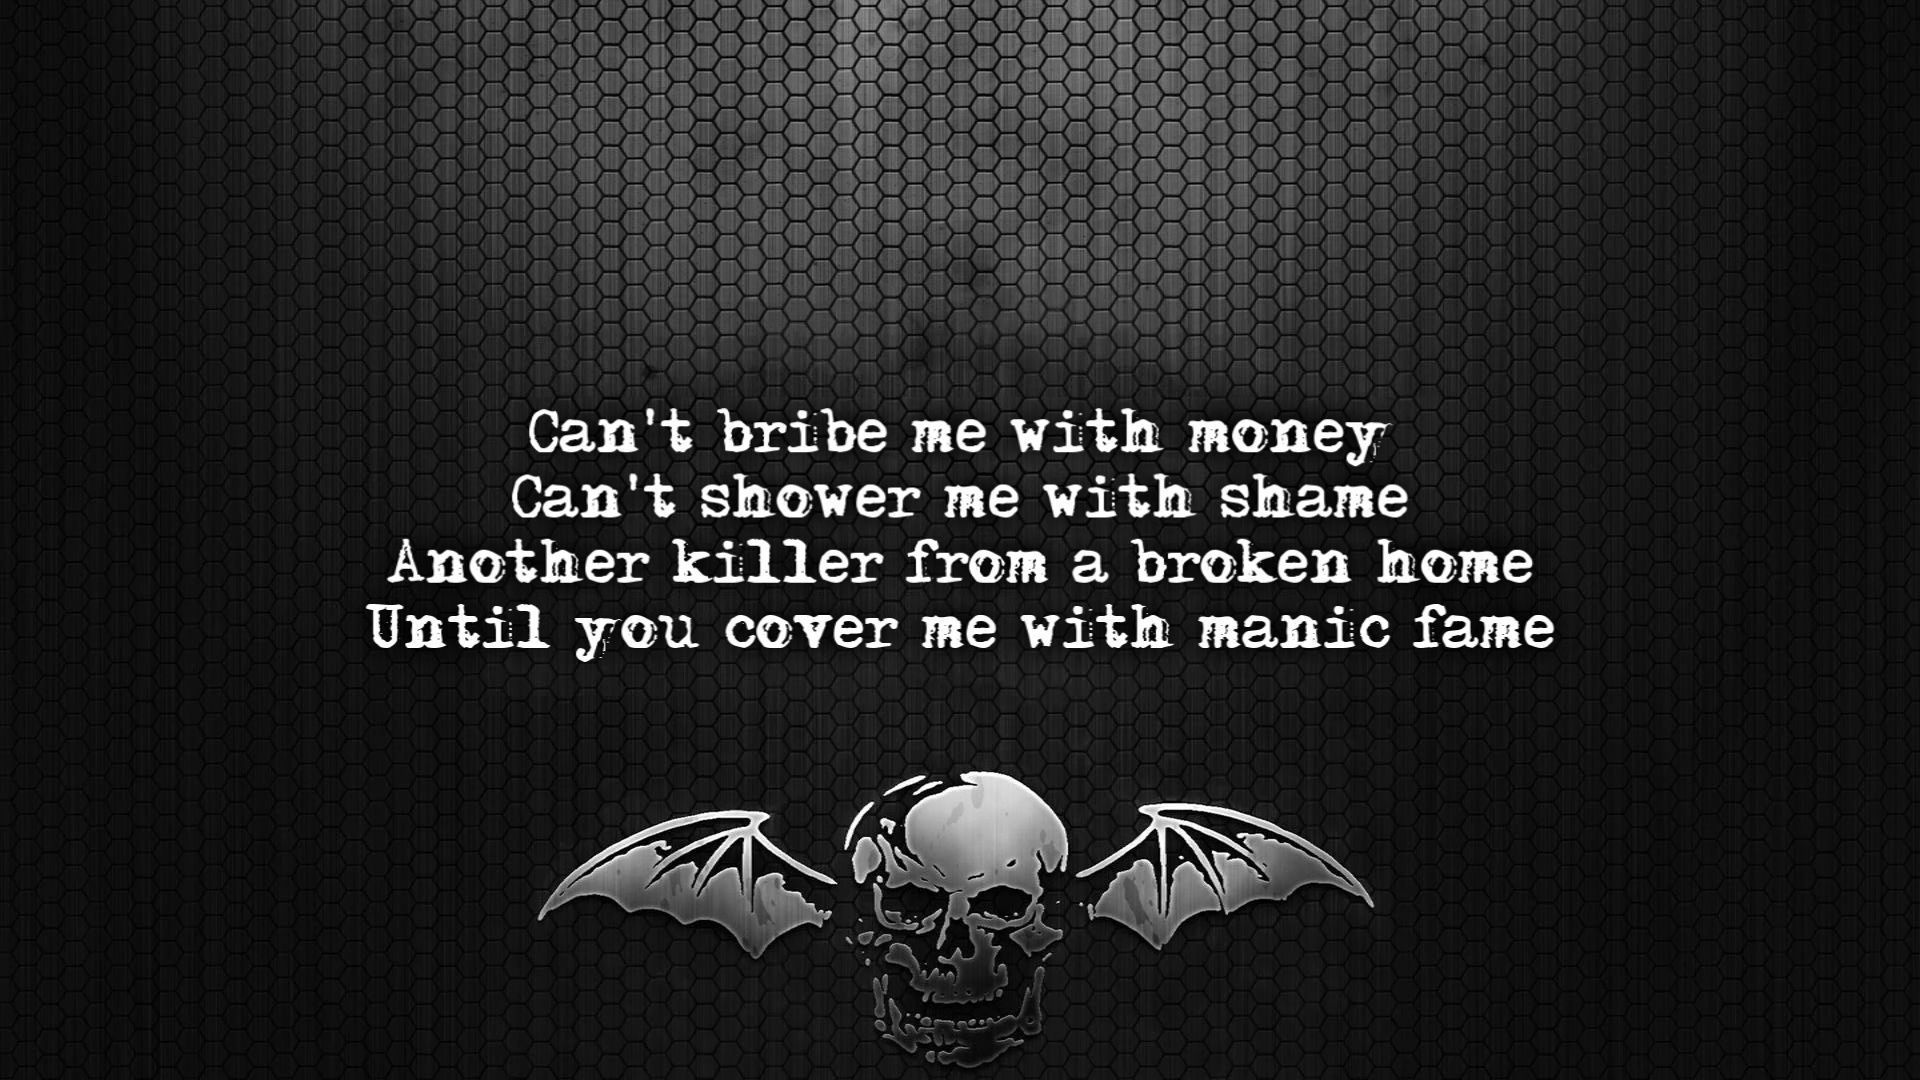 Can't bribe me with money
Can't shower me with shame
Another killer from a broken home
Until you cover me with manic fame